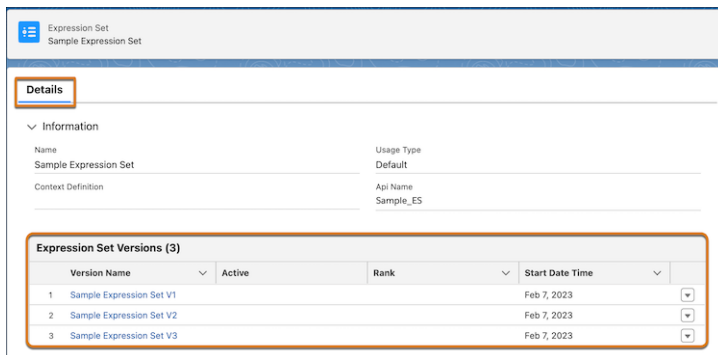 Expression Set
Sample Expression Set
Details
Information
Name
Usage Type
Sample Expression Set
Default
Context Definition
Api Name
Sample_ES
Expression Set Versions (3)
Version Name Active Rank Start Date Time
1 Sample Expression Set V1 Feb 7, 2023
2 Sample Expression Set V2 Feb 7, 2023
3 Sample Expression Set V3 Feb 7, 2023